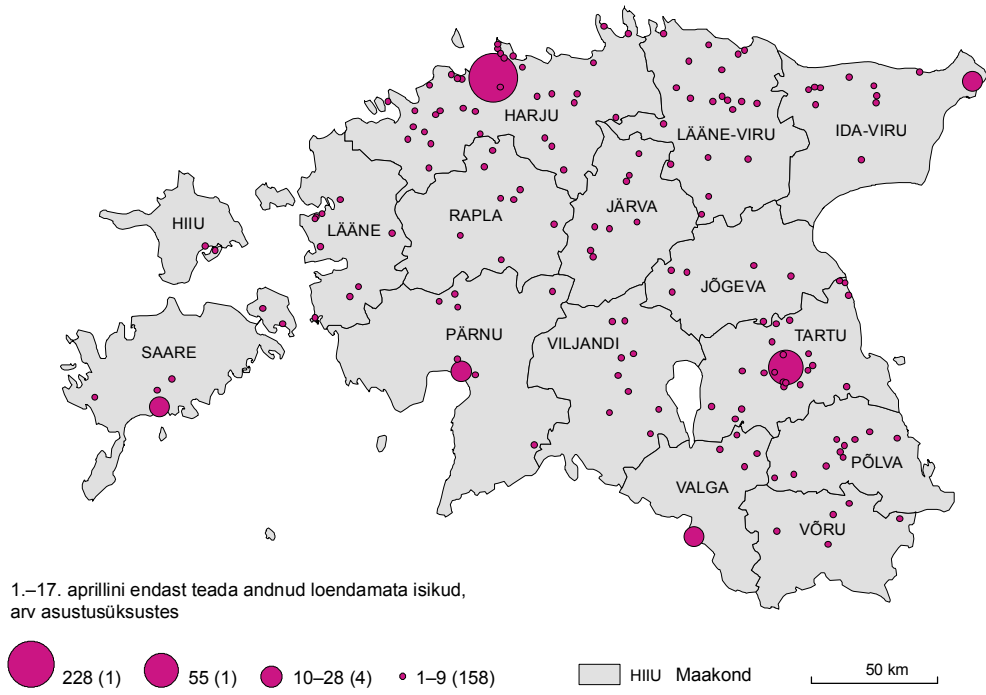 HARJU
LÄÄNE-VIRU
IDA-VIRU
HIIU
LÄÄNE
RAPLA
JÄRVA
JÕGEVA
SAARE
PÄRNU
VILJANDI
TARTU
VALGA
PÕLVA
VÕRU
1.–17. aprillini endast teada andnud loendamata isikud,
arv asustusüksustes
228 (1) 55 (1) 10–28 (4) 1–9 (158) HIIU Maakond 50 km